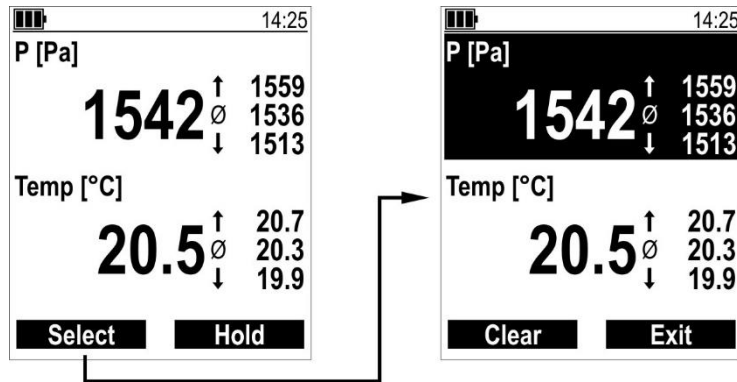 14:25
P [Pa]
1542 ↑ 1559
Ø 1536
↓ 1513
Temp [°C]
20.5 ↑ 20.7
Ø 20.3
↓ 19.9
Select Hold
14:25
P [Pa]
1542 ↑ 1559
Ø 1536
↓ 1513
Temp [°C]
20.5 ↑ 20.7
Ø 20.3
↓ 19.9
Clear Exit